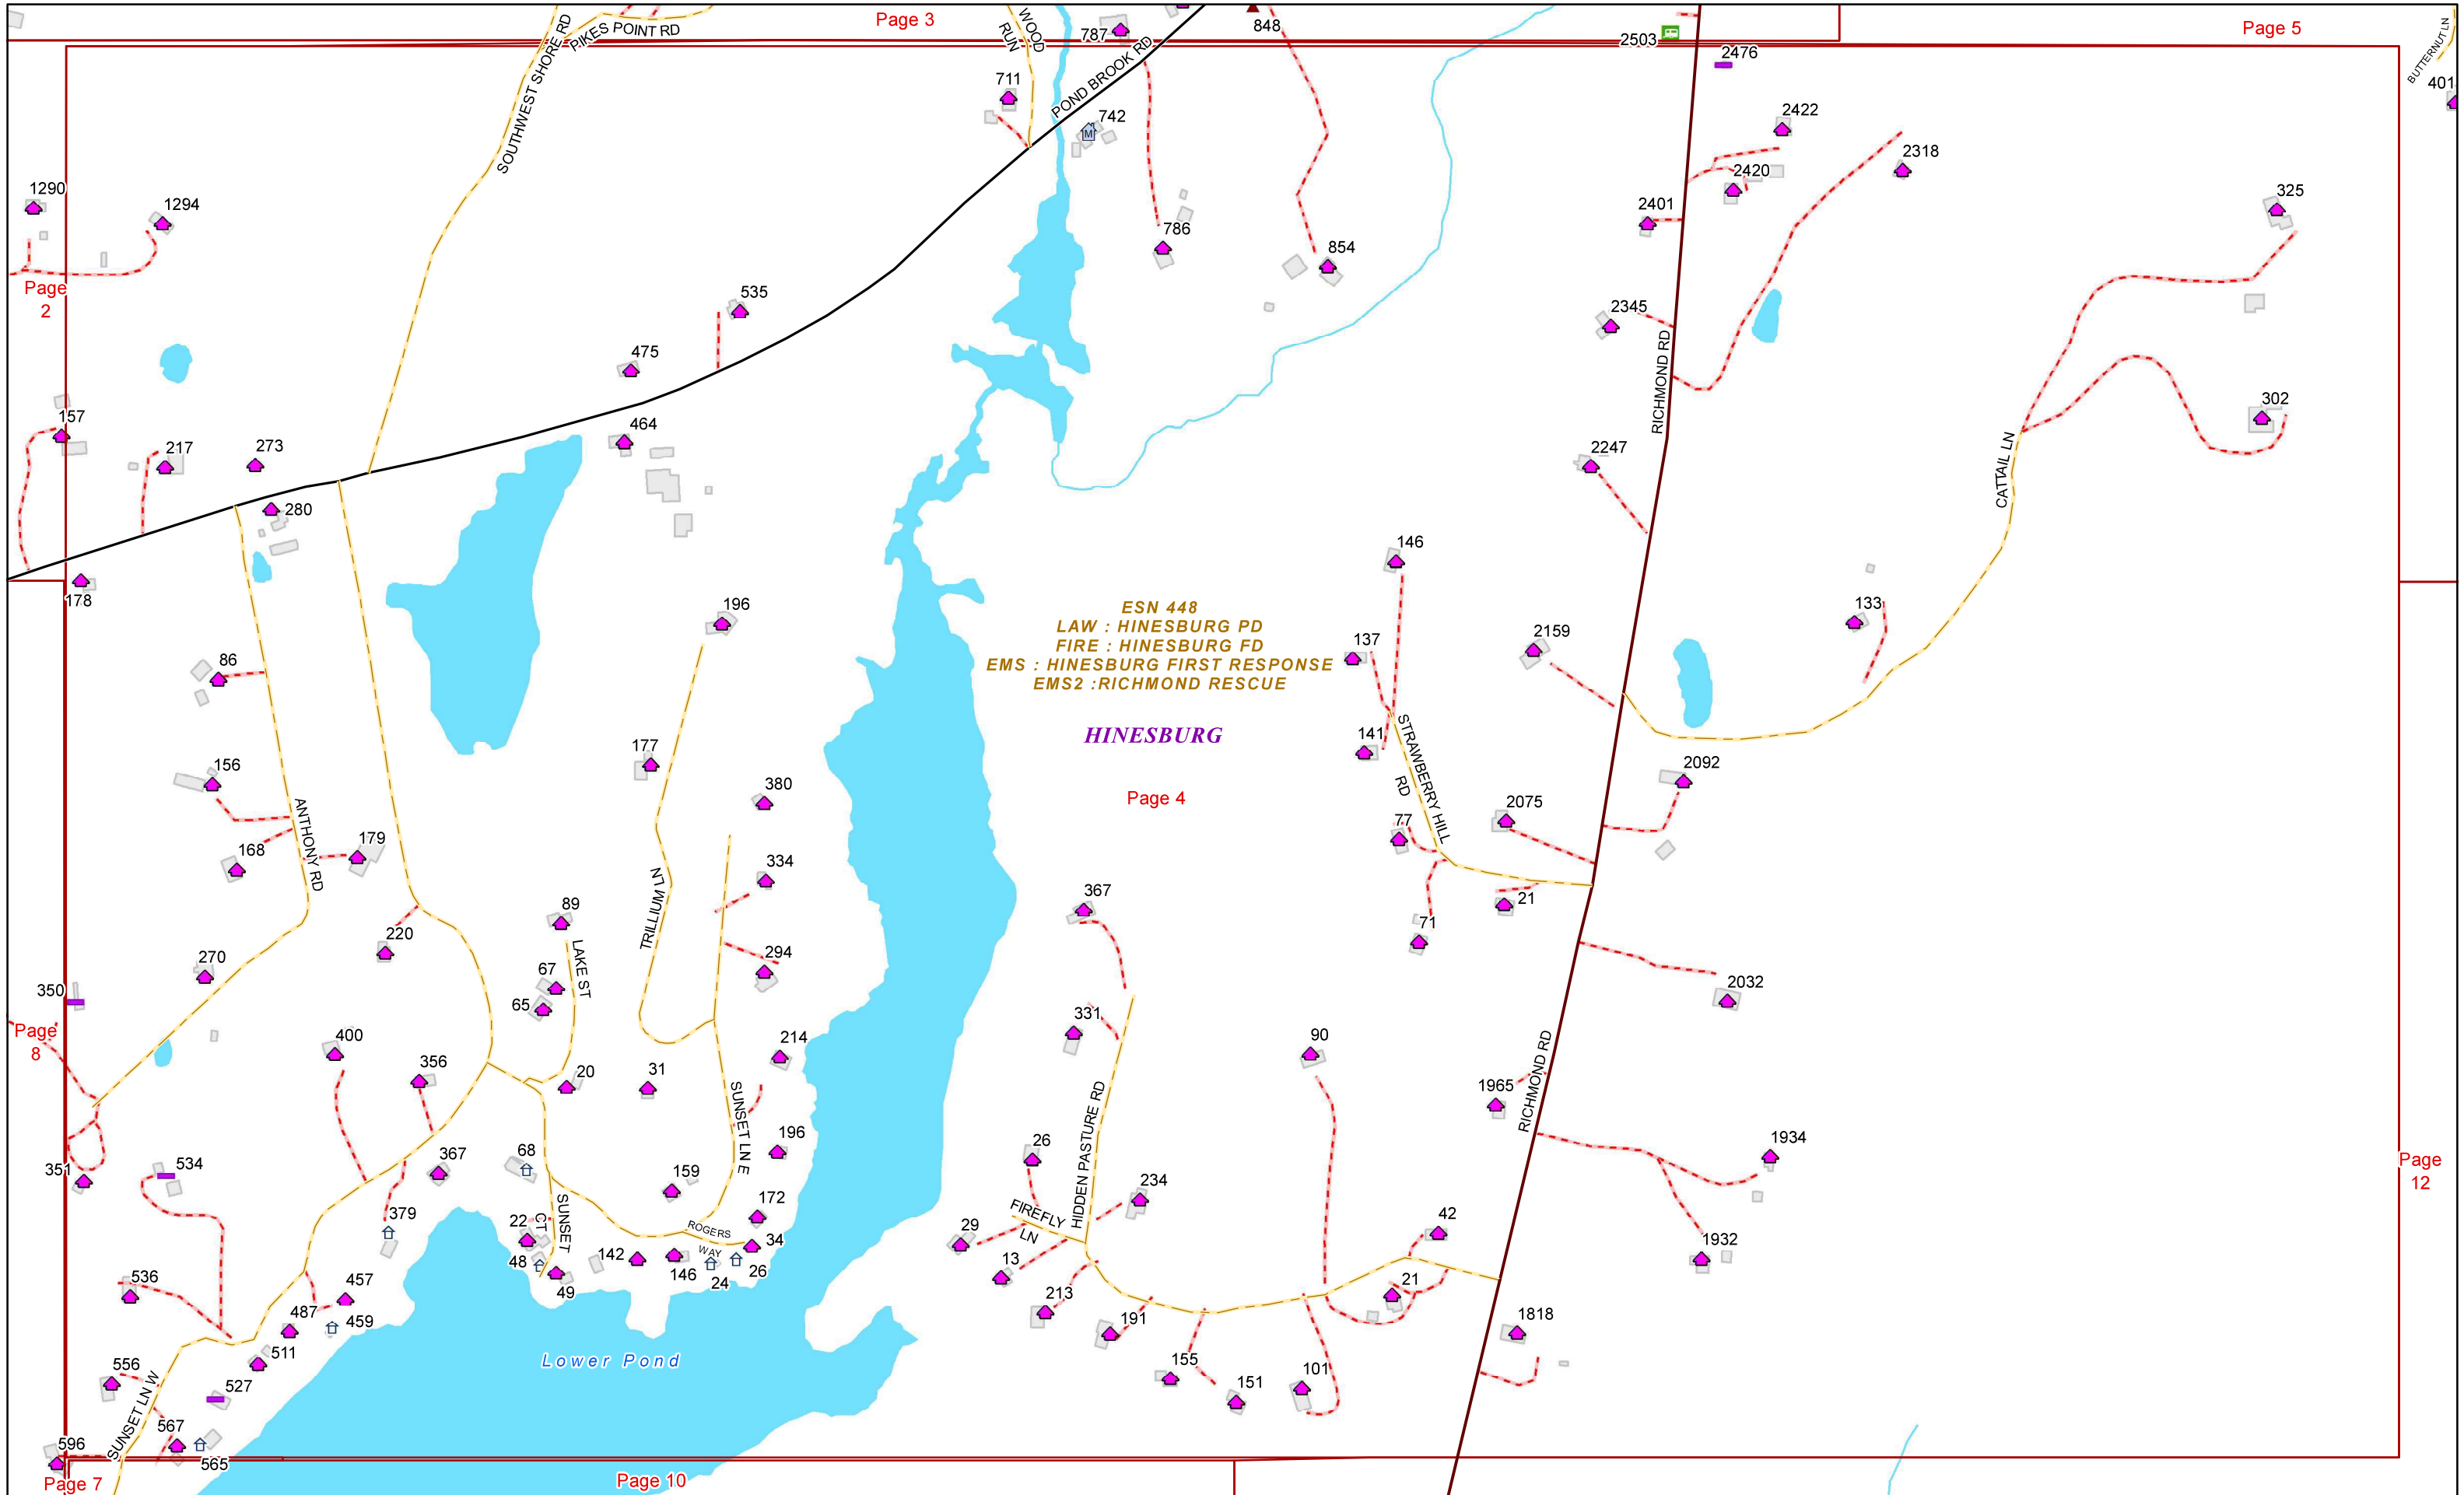 Page 3
Page 5
PIKES POINT RD
SOUTHWEST SHORE RD
WOOD
RUN
787
POND BROOK RD
848
2503
2476
BUTTERNUT LN
401
711
742
2422
2420
2318
1290
1294
2401
325
786
854
Page
2
535
2345
RICHMOND RD
475
157
217
273
464
302
2247
CATTAIL LN
280
178
146
196
ESN 448
LAW : HINESBURG PD
FIRE : HINESBURG FD
EMS : HINESBURG FIRST RESPONSE
EMS2 :RICHMOND RESCUE
133
137
2159
86
HINESBURG
141
STRAWBERRY HILL
RD
177
156
380
Page 4
2092
2075
77
ANTHONY RD
168
179
334
TRILLIUM LN
367
21
71
89
LAKE ST
220
270
67
294
65
350
2032
Page
8
400
331
90
RICHMOND RD
356
20
31
214
1965
SUNSET LN E
HIDDEN PASTURE RD
351
534
367
68
159
196
26
1934
Page
12
234
379
22
CT
SUNSET
172
ROGERS
WAY
FIREFLY
LN
29
42
48
142
146
34
24
26
13
1932
536
457
49
213
21
487
459
191
1818
511
Lower Pond
556
527
155
151
101
SUNSET LN W
567
596
565
Page 7
Page 10